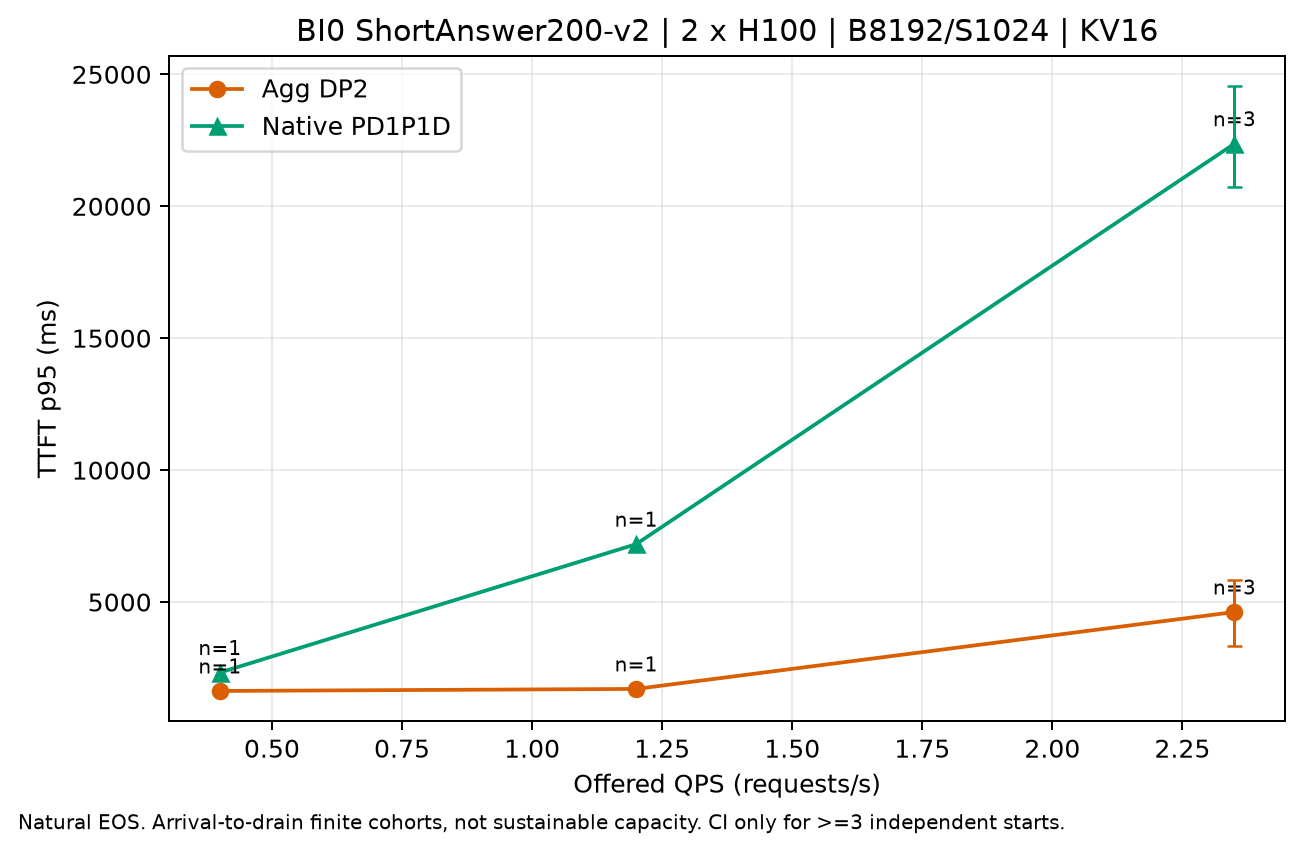 BI0 ShortAnswer200-v2 | 2 x H100 | B8192/S1024 | KV16
25000
20000
15000
10000
5000
TTFT p95 (ms)
Agg DP2
Native PD1P1D
n=3
n=1
n=3
n=1
n=1
n=1
0.50 0.75 1.00 1.25 1.50 1.75 2.00 2.25
Offered QPS (requests/s)
Natural EOS. Arrival-to-drain finite cohorts, not sustainable capacity. CI only for >=3 independent starts.